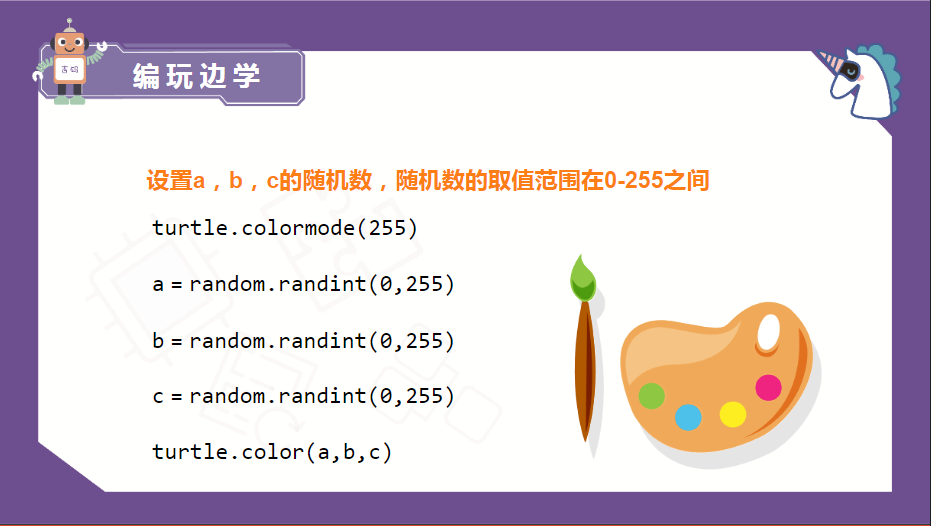 编玩边学
设置a，b，c的随机数，随机数的取值范围在0-255之间
turtle.colormode(255)
a = random.randint(0,255)
b = random.randint(0,255)
c = random.randint(0,255)
turtle.color(a,b,c)